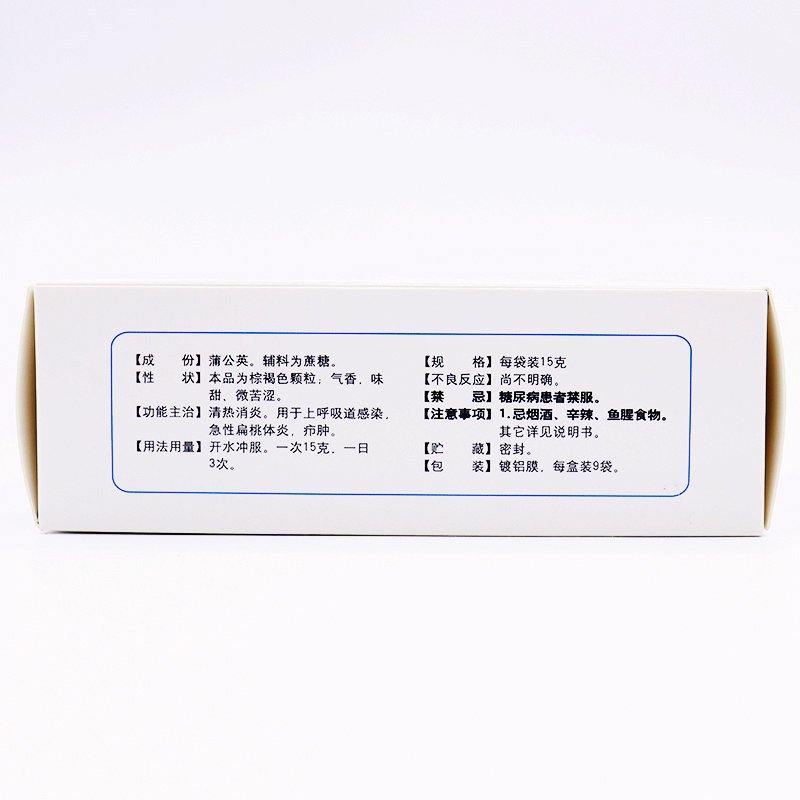 【成 份】蒲公英。辅料为蔗糖。
【性 状】本品为棕褐色颗粒；气香，味
甜、微苦涩。
【功能主治】清热消炎。用于上呼吸道感染，
急性扁桃体炎，疖肿。
【用法用量】开水冲服。一次15克，一日
3次。
【规 格】每袋装15克
【不良反应】尚不明确。
【禁 忌】糖尿病患者禁服。
【注意事项】1.忌烟酒、辛辣、鱼腥食物。
其它详见说明书。
【贮 藏】密封。
【包 装】镀铝膜，每盒装9袋。